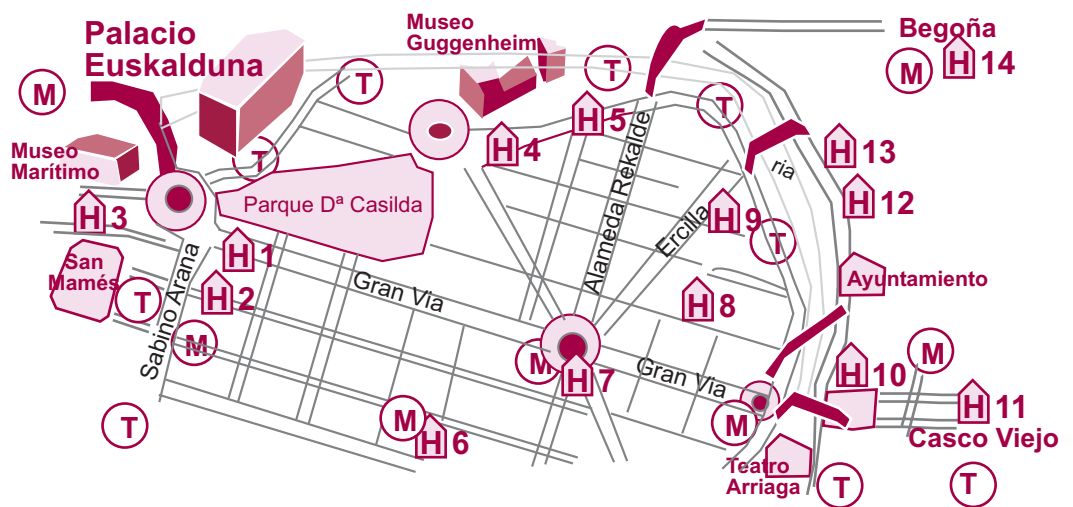 Palacio
Euskalduna
Museo
Guggenheim
Begoña
M
H 14
M
T
T
T
H 5
H 4
H 13
ria
Museo
Marítimo
T
Parque Dª Casilda
Alameda Rekalde
Ercilla
H 12
H 3
H 9
T
H 1
San
Mamés
Sabino Arana
H 2
T
Gran Via
H 8
Ayuntamiento
M
M
H 7
Gran Via
H 10
M
H 11
T
M
H 6
M
Casco Viejo
Teatro
Arriaga
T
T